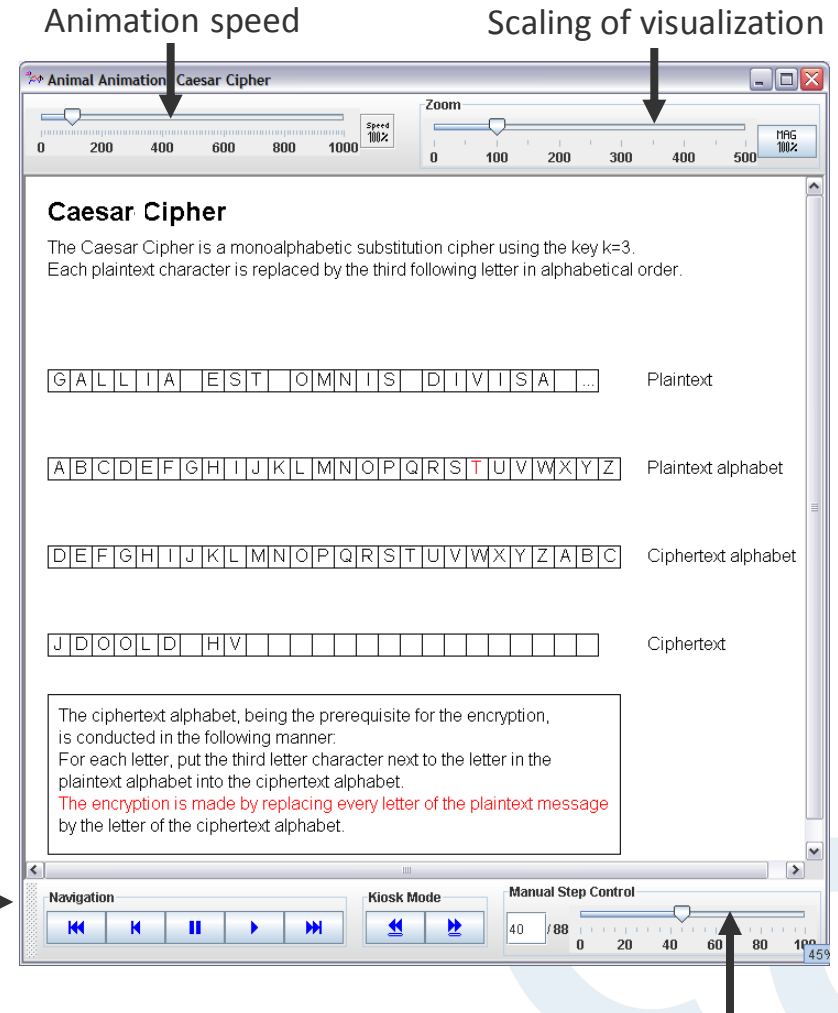 Animation speed
Scaling of visualization
Animal Animation: Caesar Cipher
Zoom
Speed
100%
0 200 400 600 800 1000
MAG
100%
0 100 200 300 400 500
Caesar Cipher
The Caesar Cipher is a monoalphabetic substitution cipher using the key k=3.
Each plaintext character is replaced by the third following letter in alphabetical order.
G A L L I A E S T O M N I S D I V I S A ... Plaintext
A B C D E F G H I J K L M N O P Q R S T U V W X Y Z Plaintext alphabet
D E F G H I J K L M N O P Q R S T U V W X Y Z A B C Ciphertext alphabet
J D O O L D H V Ciphertext
The ciphertext alphabet, being the prerequisite for the encryption,
is conducted in the following manner:
For each letter, put the third letter character next to the letter in the
plaintext alphabet into the ciphertext alphabet.
The encryption is made by replacing every letter of the plaintext message
by the letter of the ciphertext alphabet.
Navigation
Kiosk Mode
Manual Step Control
40 / 88
0 20 40 60 80 100
45%